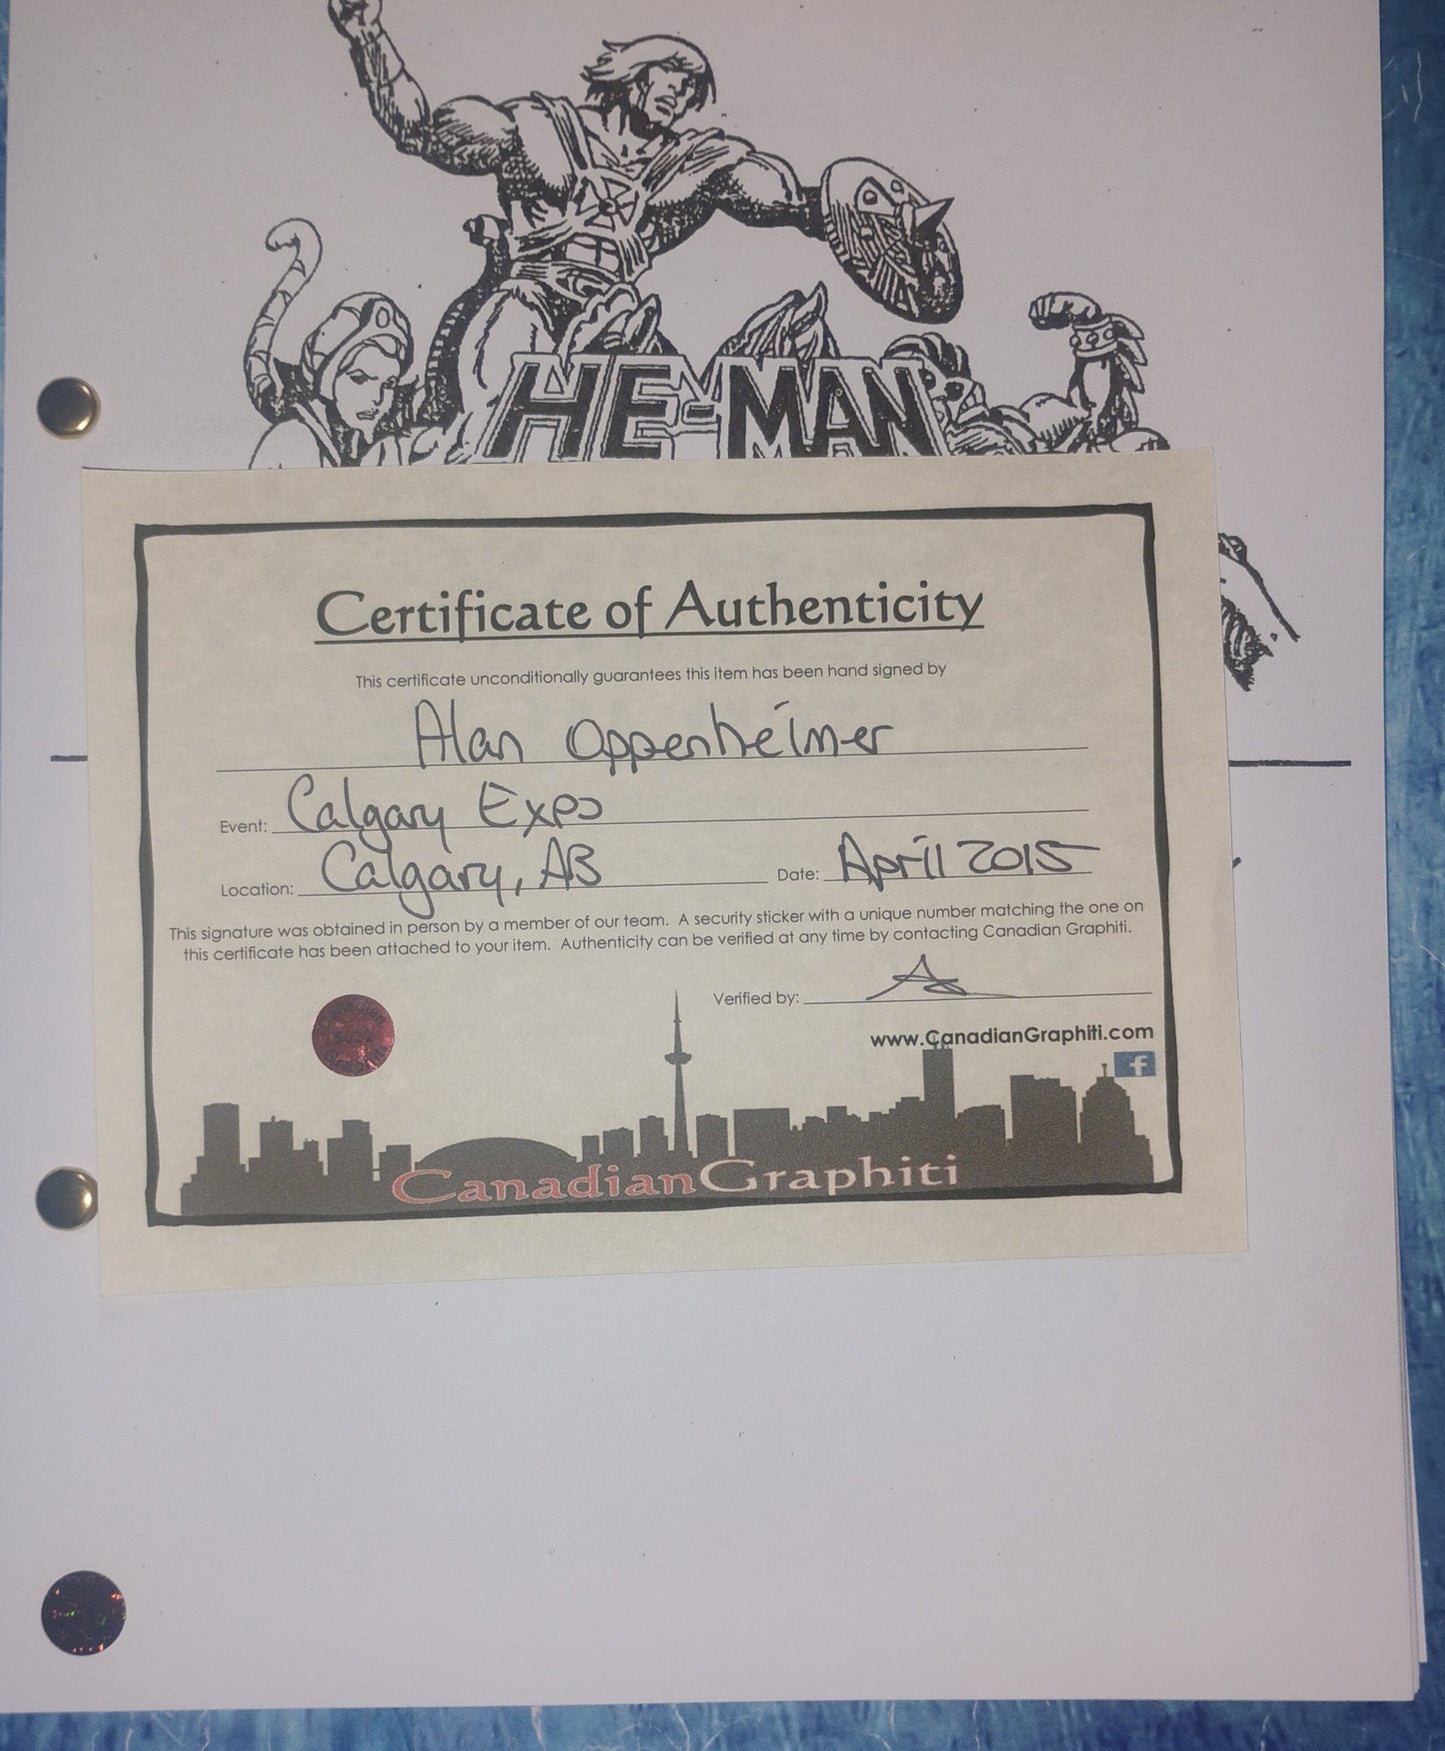 HE-MAN
Certificate of Authenticity
This certificate unconditionally guarantees this item has been hand signed by
Alan Oppenheimer
Event: Calgary Expo
Location: Calgary, AB Date: April 2015
This signature was obtained in person by a member of our team. A security sticker with a unique number matching the one on
this certificate has been attached to your item. Authenticity can be verified at any time by contacting Canadian Graphiti.
Verified by:
www.CanadianGraphiti.com
f
Canadian
Graphiti
CanadianGraphiti